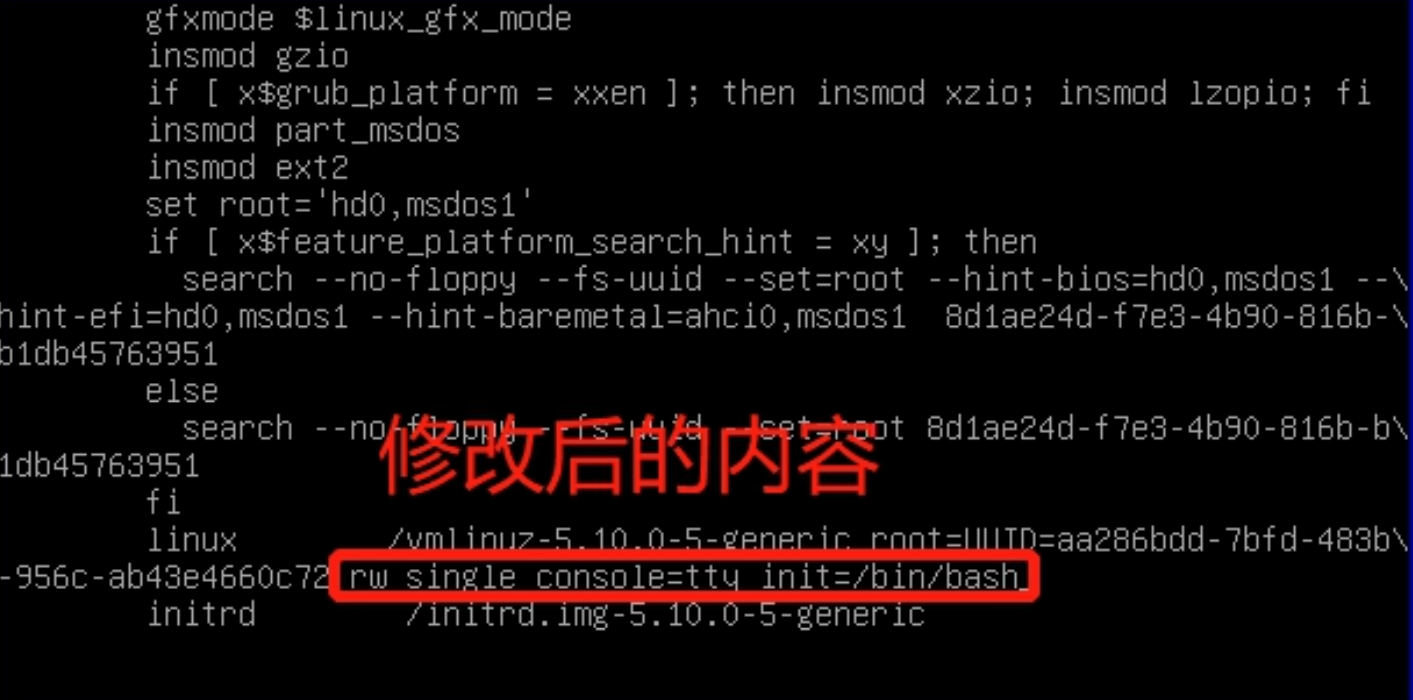 gfxmode $linux_gfx_mode
insmod gzio
if [ x$grub_platform = xxen ]; then insmod xzio; insmod lzopio; fi
insmod part_msdos
insmod ext2
set root='hd0,msdos1'
if [ x$feature_platform_search_hint = xy ]; then
search --no-floppy --fs-uuid --set=root --hint-bios=hd0,msdos1 --\
hint-efi=hd0,msdos1 --hint-baremetal=ahci0,msdos1 8d1ae24d-f7e3-4b90-816b-\
b1db45763951
else
search --no-floppy --fs-uuid --set=root 8d1ae24d-f7e3-4b90-816b-b\
修改后的内容
1db45763951
fi
linux /vmlinuz-5.10.0-5-generic root=UUID=aa286bdd-7bfd-483b\
-956c-ab43e4660c72 rw single console=tty init=/bin/bash_
initrd /initrd.img-5.10.0-5-generic